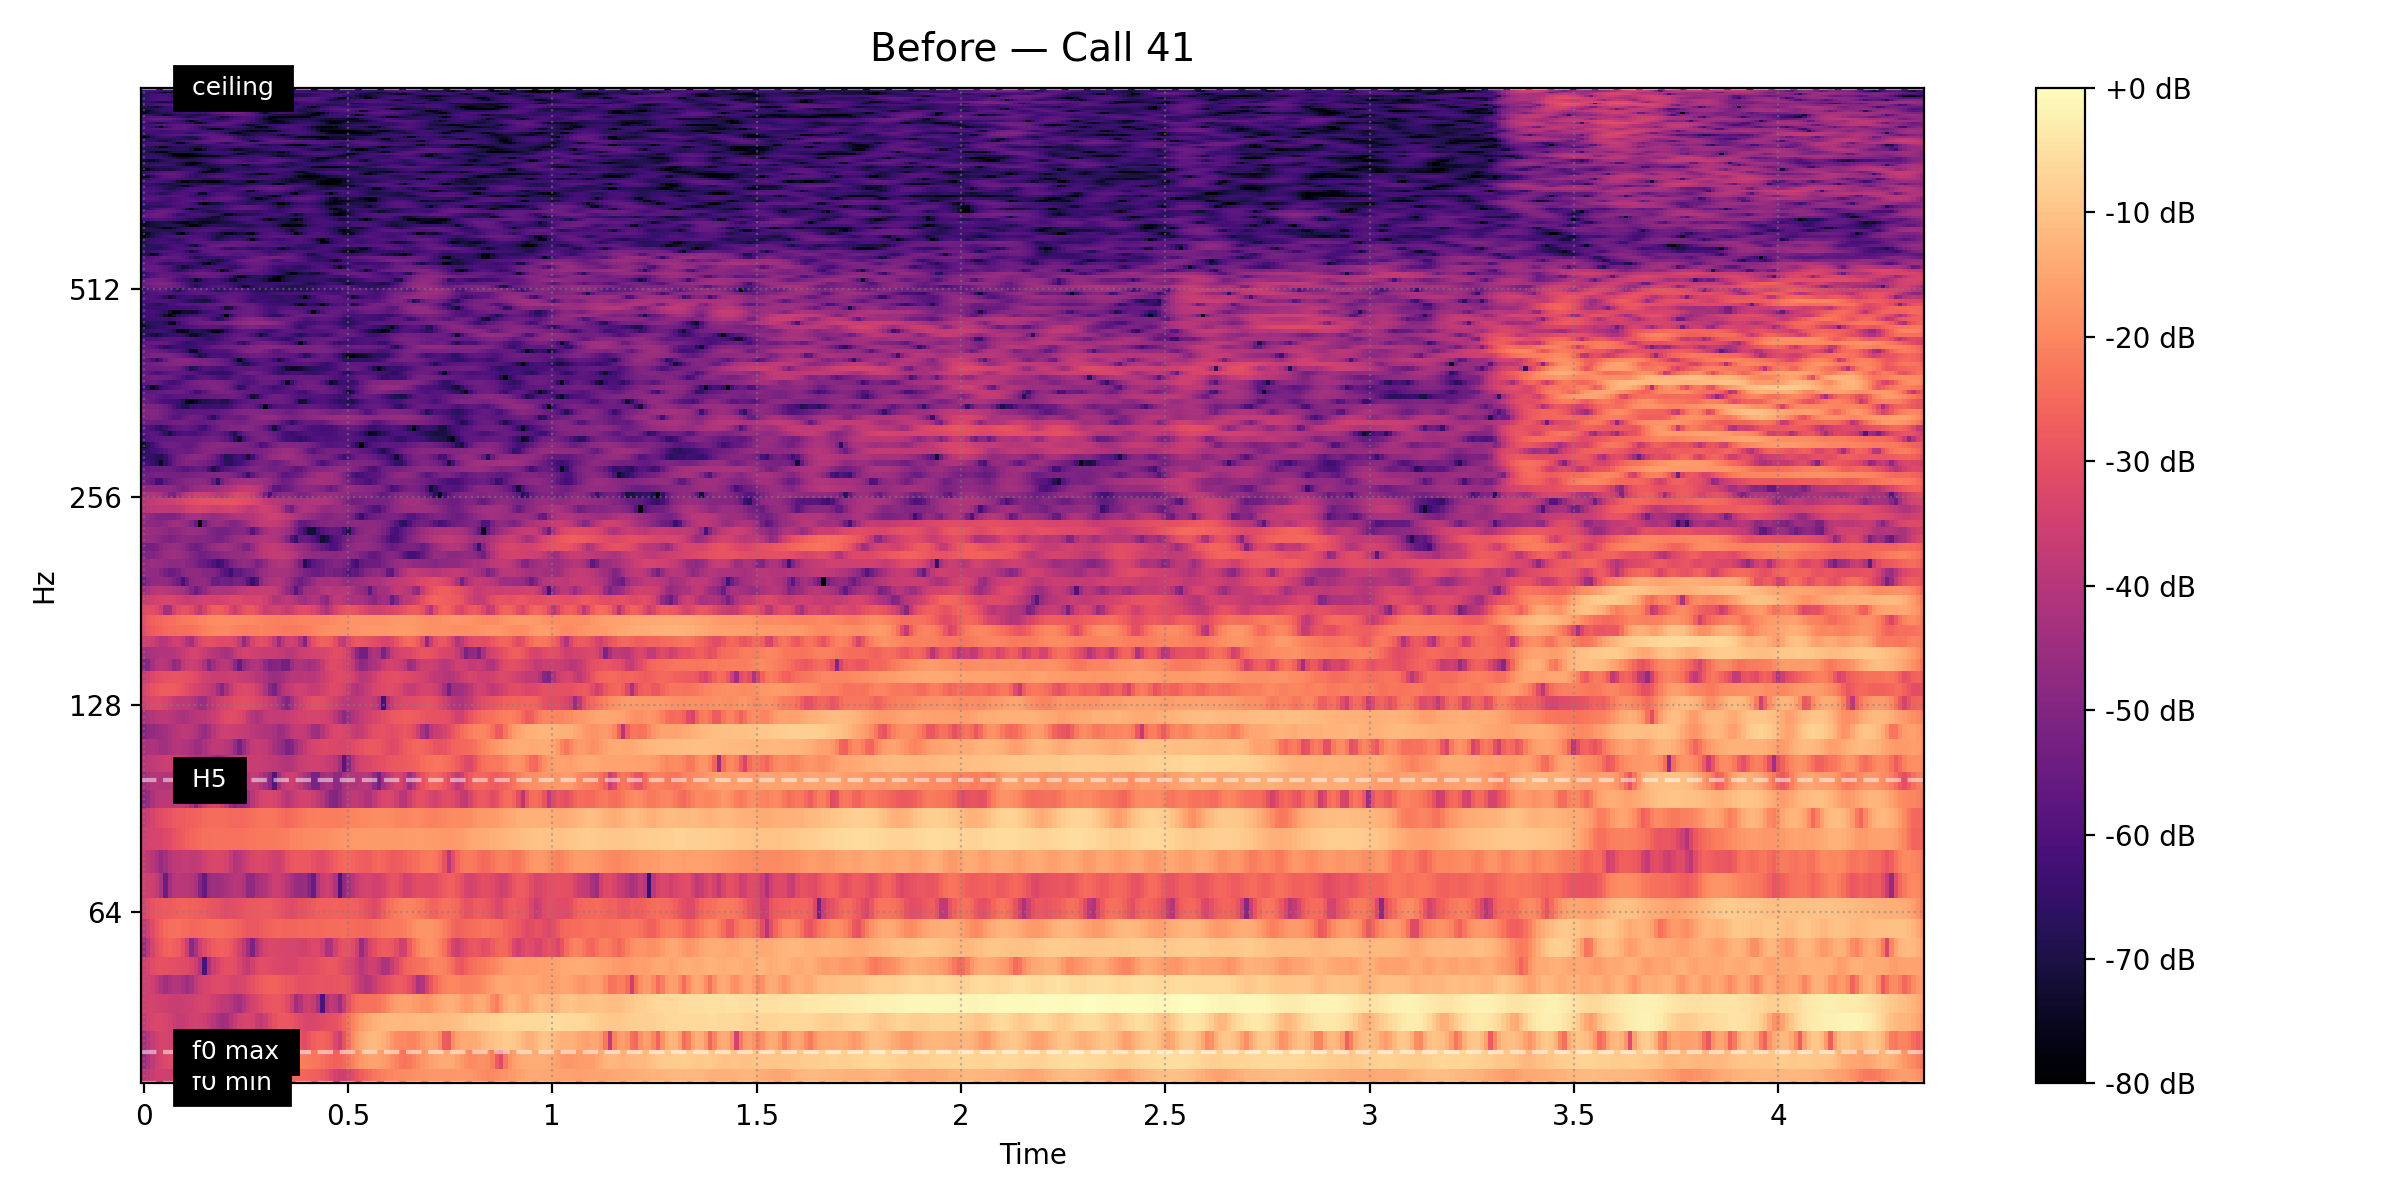 Before — Call 41
ceiling
512
256
128
64
Hz
H5
f0 max
f0 min
0 0.5 1 1.5 2 2.5 3 3.5 4
Time
+0 dB
-10 dB
-20 dB
-30 dB
-40 dB
-50 dB
-60 dB
-70 dB
-80 dB